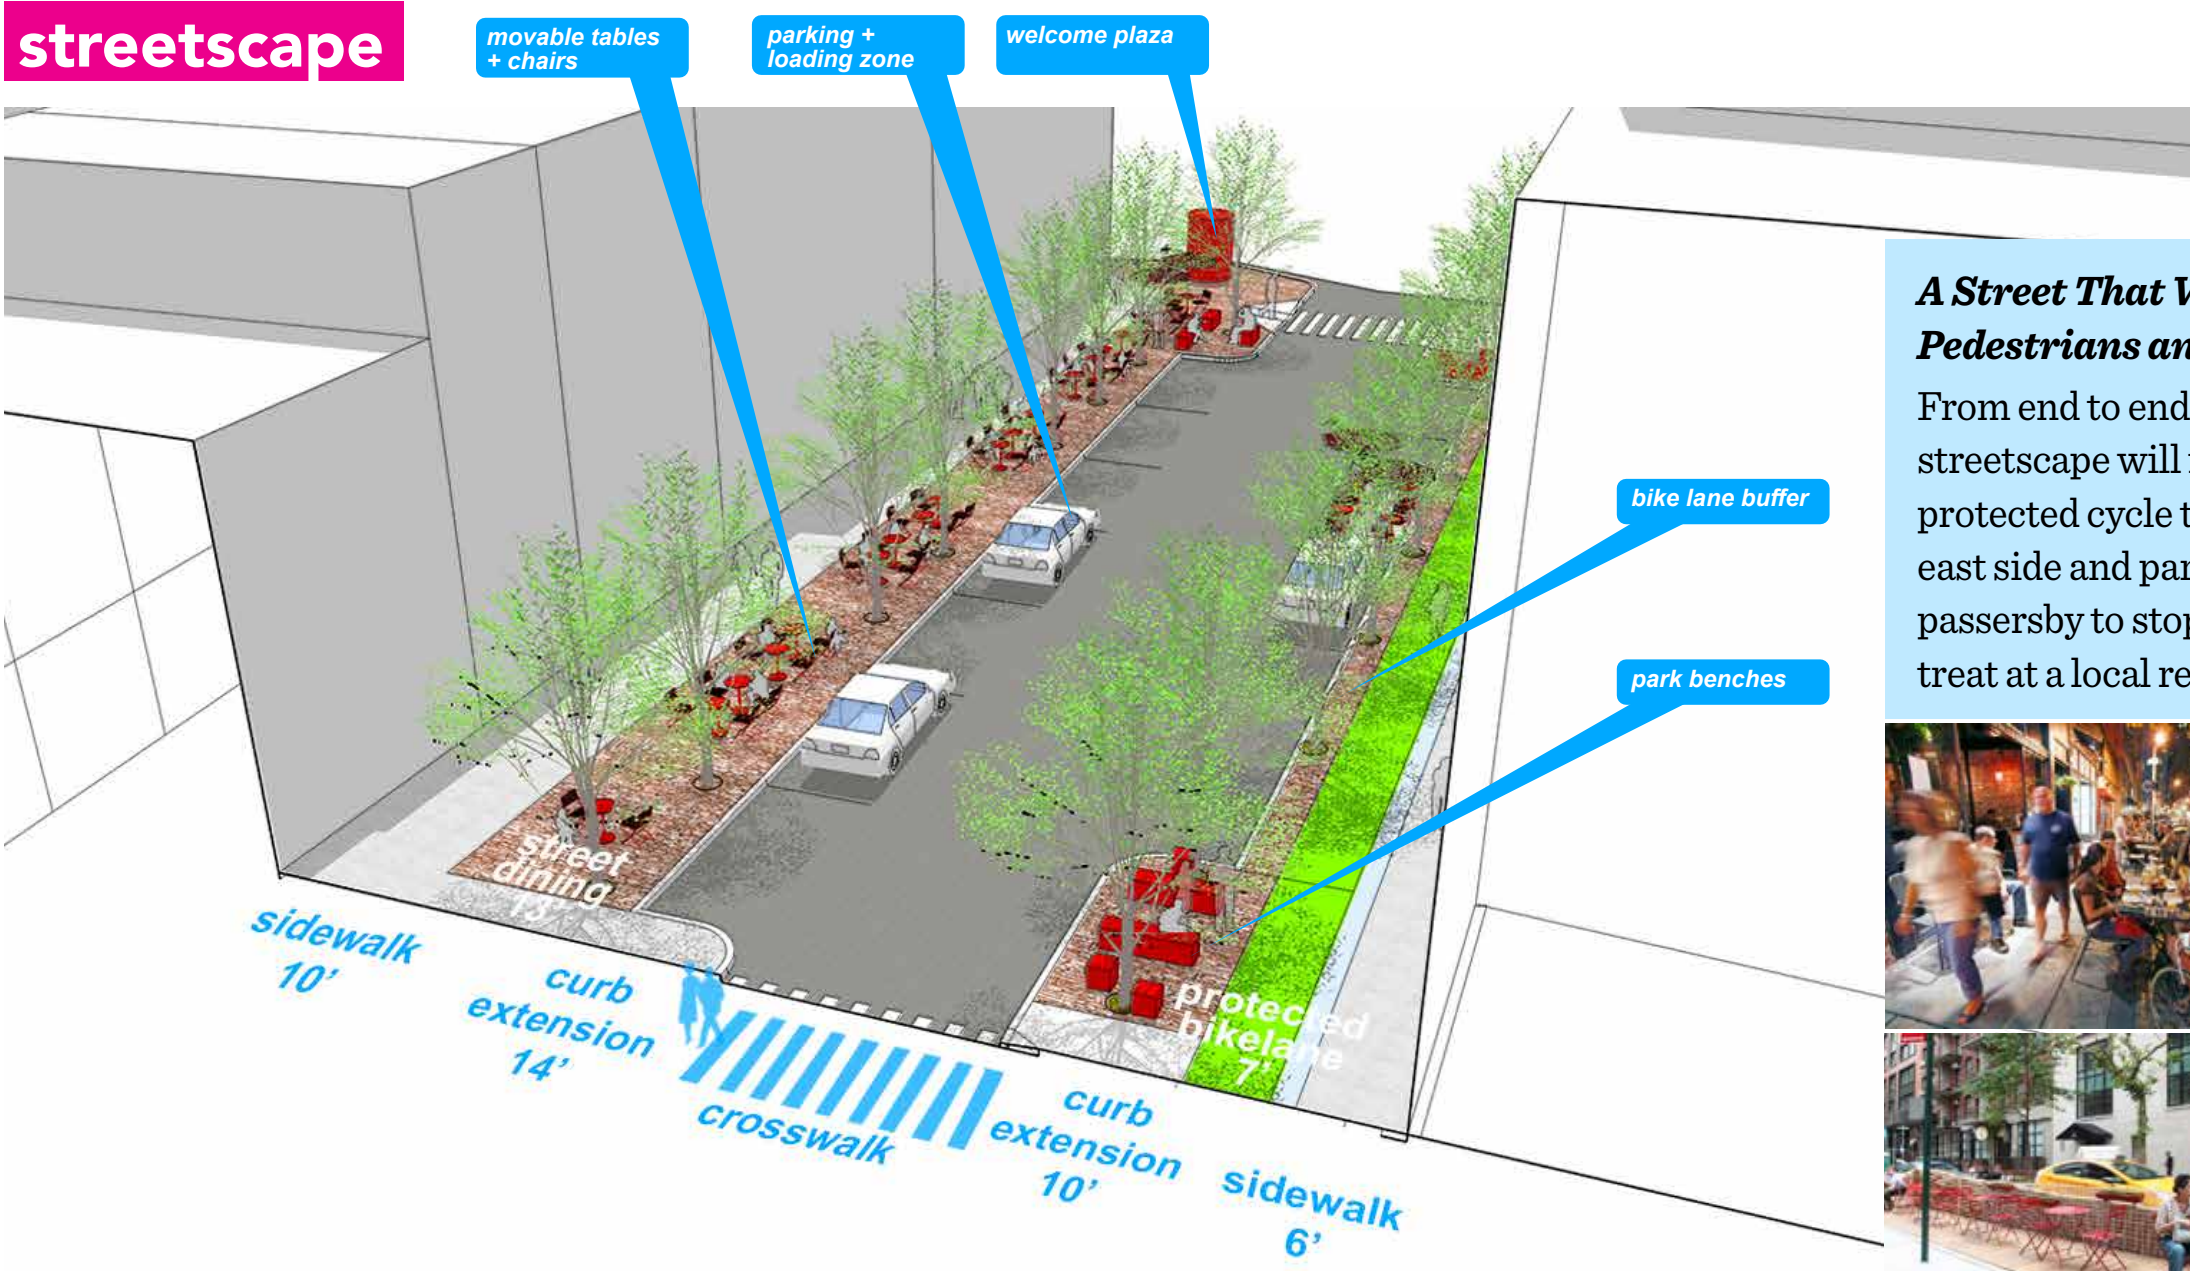 streetscape
movable tables
+ chairs
parking +
loading zone
welcome plaza
A Street That
Pedestrians
From end to end
streetscape will
protected cycle
east side and
passersby to
treat at a local
bike lane buffer
park benches
street
dining
13'
sidewalk
10'
curb
extension
14'
crosswalk
protected
bikelane
7'
curb
extension
10'
sidewalk
6'